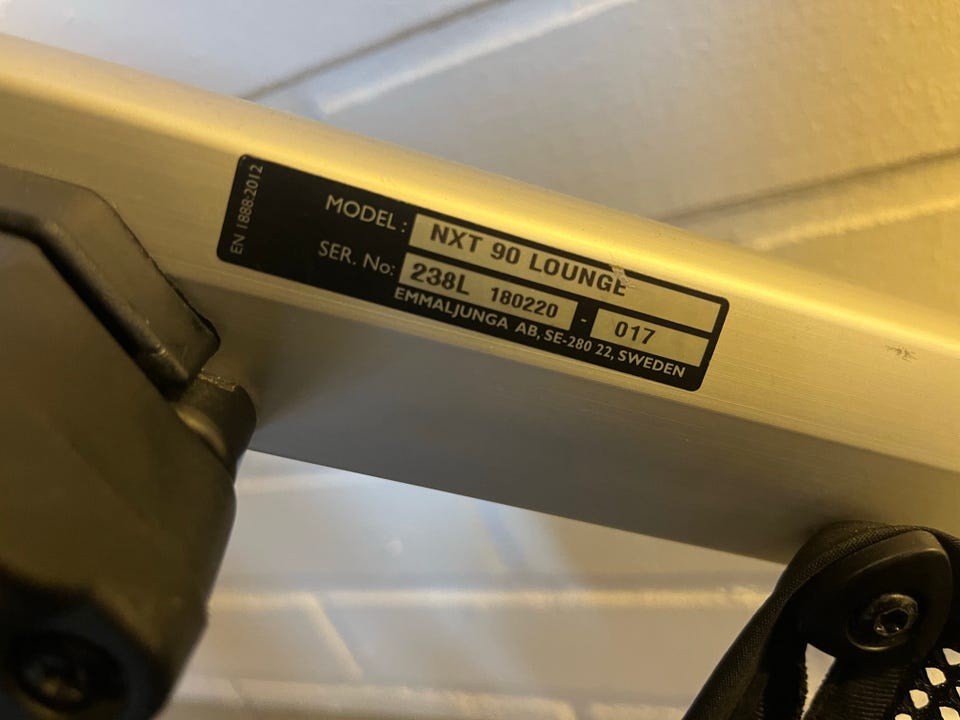 EN 1888:2012
MODEL : NXT 90 LOUNGE
SER. No: 238L 180220 - 017
EMMALJUNGA AB, SE-280 22, SWEDEN